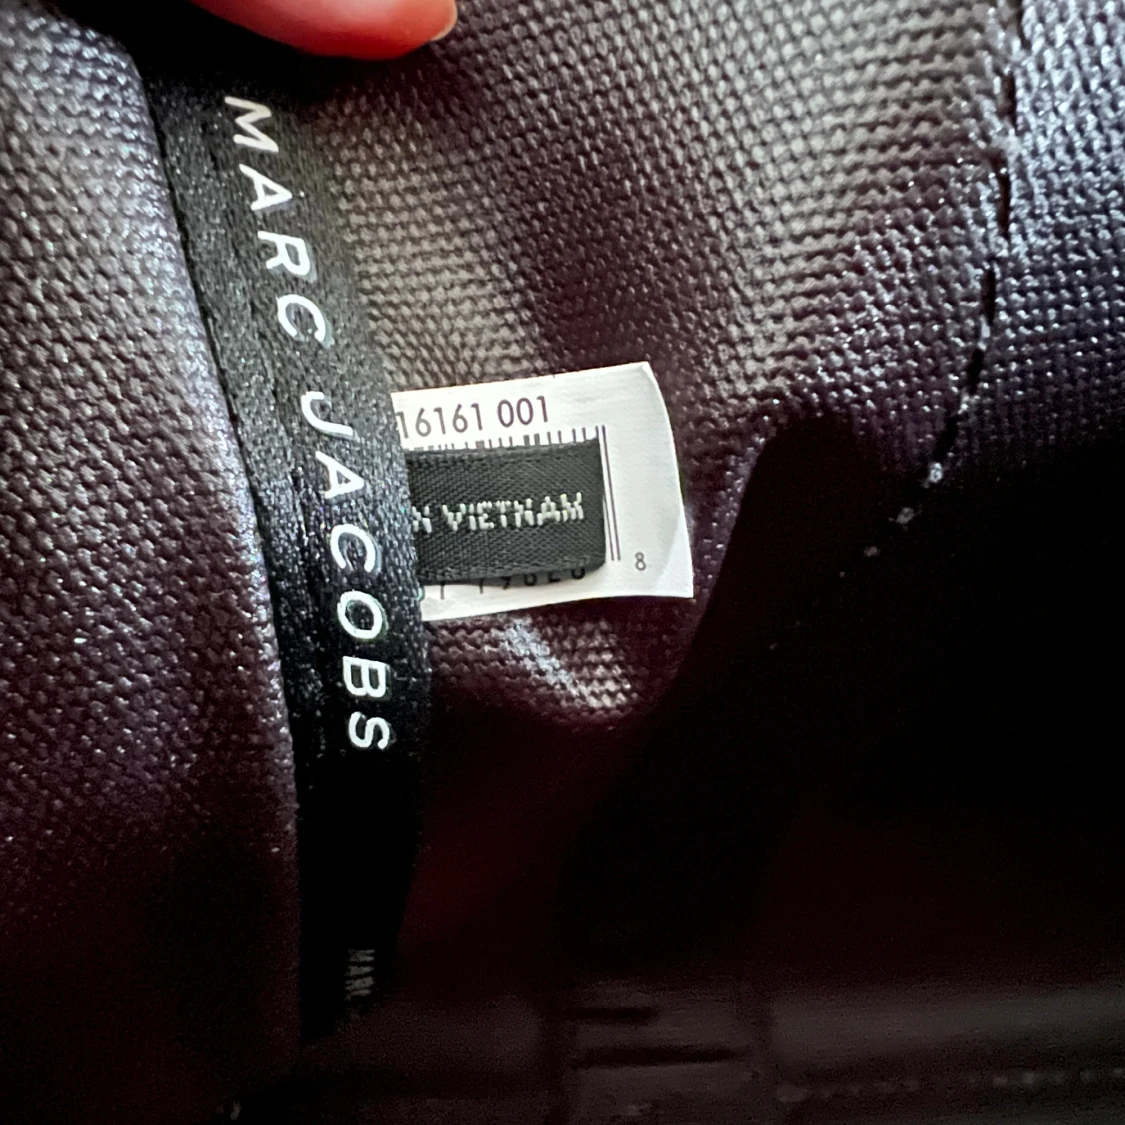 MARC JACOBS
16161 001
VIETNAM
8